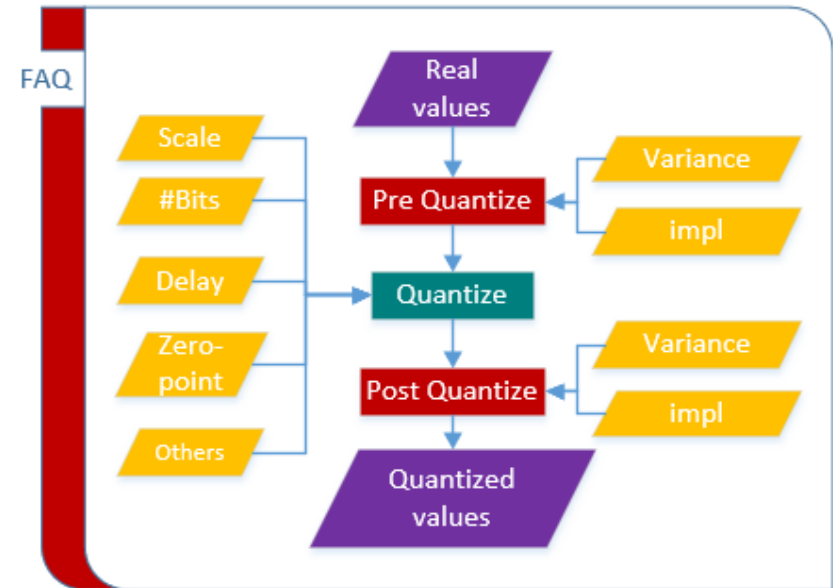 FAQ
Real
values
Scale
Variance
#Bits
Pre Quantize
impl
Delay
Quantize
Zero-
point
Variance
Post Quantize
impl
Others
Quantized
values